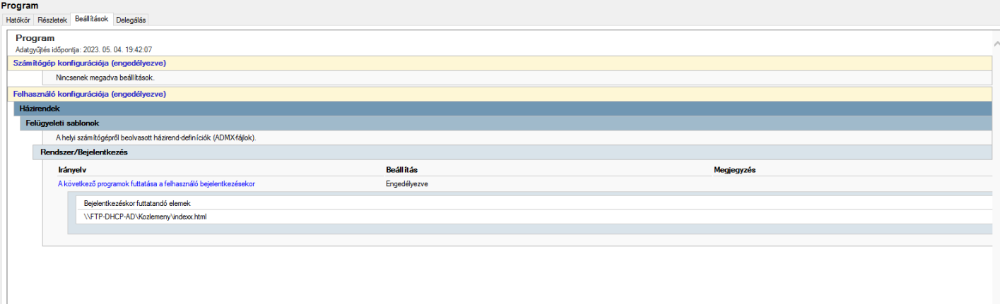 Program
Hatókör Részletek Beállítások Delegálás
Program
Adatgyűjtés időpontja: 2023. 05. 04. 19:42:07
Számítógép konfigurációja (engedélyezve)
Nincsenek megadva beállítások.
Felhasználó konfigurációja (engedélyezve)
Házirendek
Felügyeleti sablonok
A helyi számítógépről beolvasott házirend-definíciók (ADMX-fájlok).
Rendszer/Bejelentkezés
Irányelv Beállítás Megjegyzés
A következő programok futtatása a felhasználó bejelentkezésekor Engedélyezve
Bejelentkezéskor futtatandó elemek
\\FTP-DHCP-AD\Kozlemeny\indexx.html